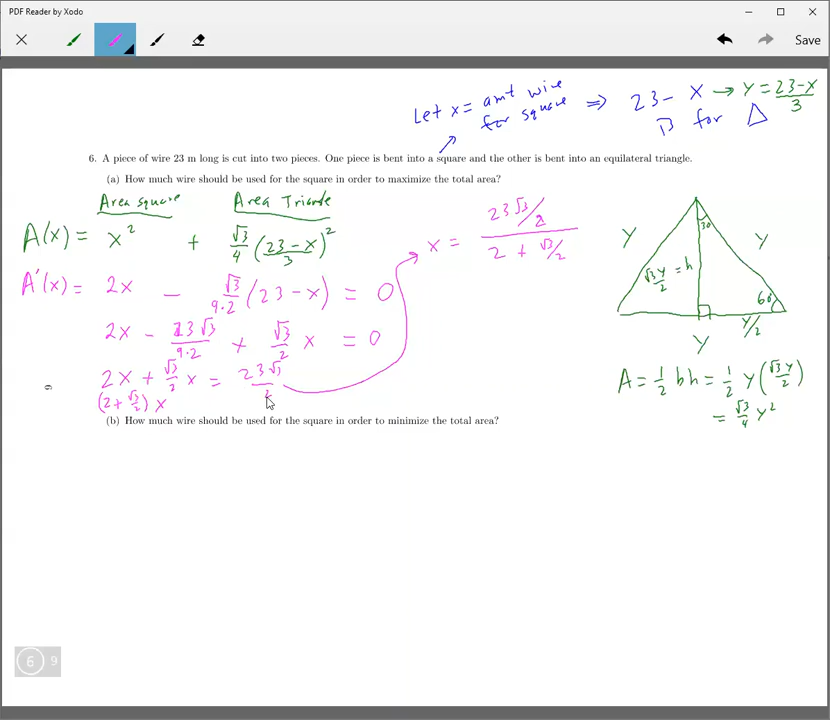 PDF Reader by Xodo
Save
Let x = amt wire for square ⇒ 23 - x → y = 23-x/3
B for △
6. A piece of wire 23 m long is cut into two pieces. One piece is bent into a square and the other is bent into an equilateral triangle.
(a) How much wire should be used for the square in order to maximize the total area?
Area square Area Triangle
A(x) = x² + √3/4 (23-x/3)²
x = 23√3/2 / 2 + √3/2
A'(x) = 2x - √3/9·2 (23-x) = 0
2x - 23√3/9·2 + √3/2 x = 0
2x + √3/2 x = 23√3/2
(2 + √3/2) x
y
y
30
√3y/2 = h
60
y/2
y
A = 1/2 bh = 1/2 y (√3y/2)
= √3/4 y²
(b) How much wire should be used for the square in order to minimize the total area?
6 9